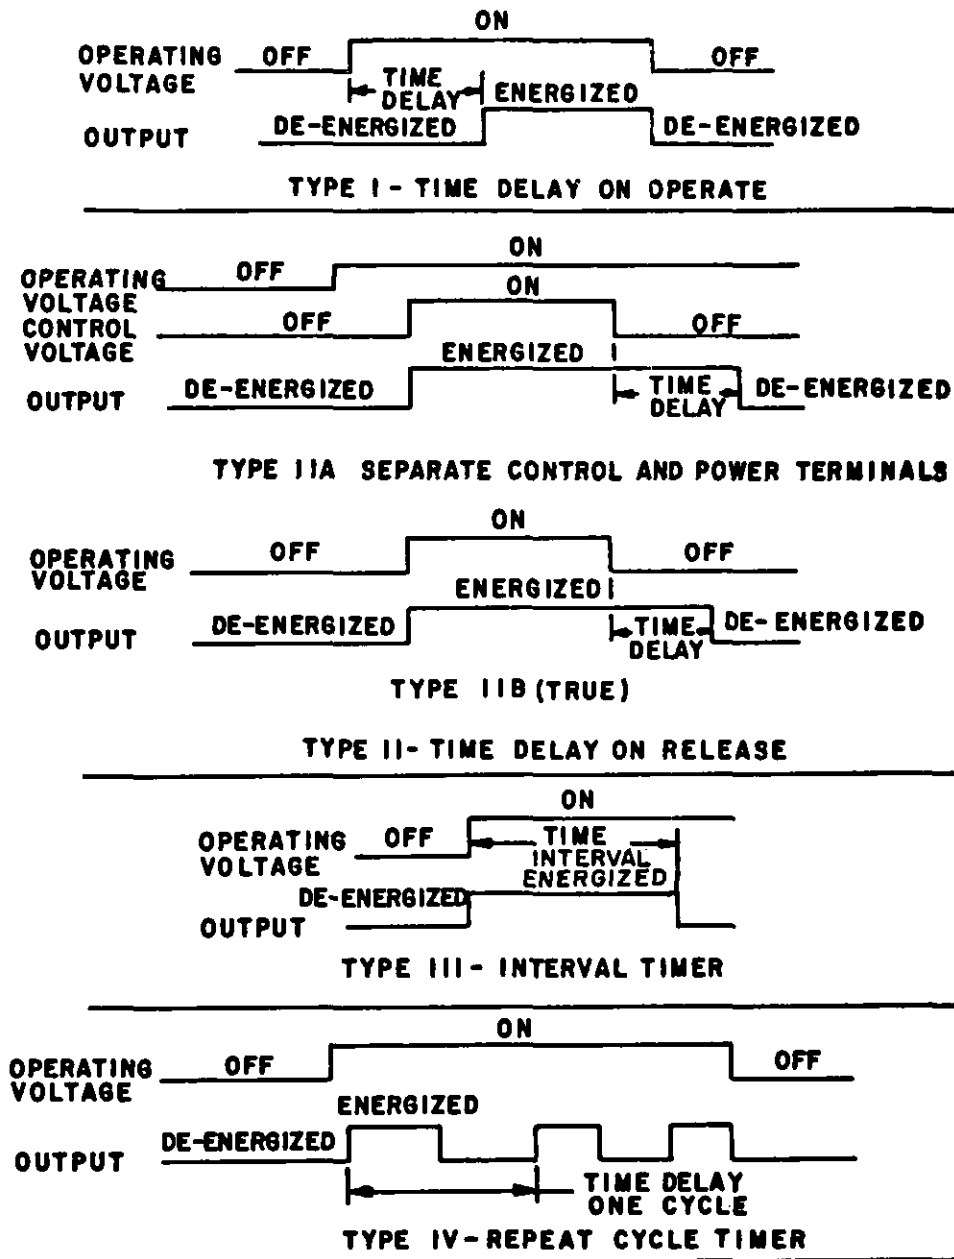 ON
OPERATING VOLTAGE
OFF
OFF
TIME DELAY
ENERGIZED
OUTPUT
DE-ENERGIZED
DE-ENERGIZED
TYPE I - TIME DELAY ON OPERATE
ON
OPERATING VOLTAGE
OFF
ON
CONTROL VOLTAGE
OFF
OFF
ENERGIZED
OUTPUT
DE-ENERGIZED
TIME DELAY
DE-ENERGIZED
TYPE IIA SEPARATE CONTROL AND POWER TERMINALS
ON
OPERATING VOLTAGE
OFF
OFF
ENERGIZED
OUTPUT
DE-ENERGIZED
TIME DELAY
DE-ENERGIZED
TYPE IIB (TRUE)
TYPE II - TIME DELAY ON RELEASE
ON
OPERATING VOLTAGE
OFF
TIME INTERVAL
ENERGIZED
DE-ENERGIZED
OUTPUT
TYPE III - INTERVAL TIMER
ON
OPERATING VOLTAGE
OFF
OFF
ENERGIZED
DE-ENERGIZED
OUTPUT
TIME DELAY
ONE CYCLE
TYPE IV - REPEAT CYCLE TIMER